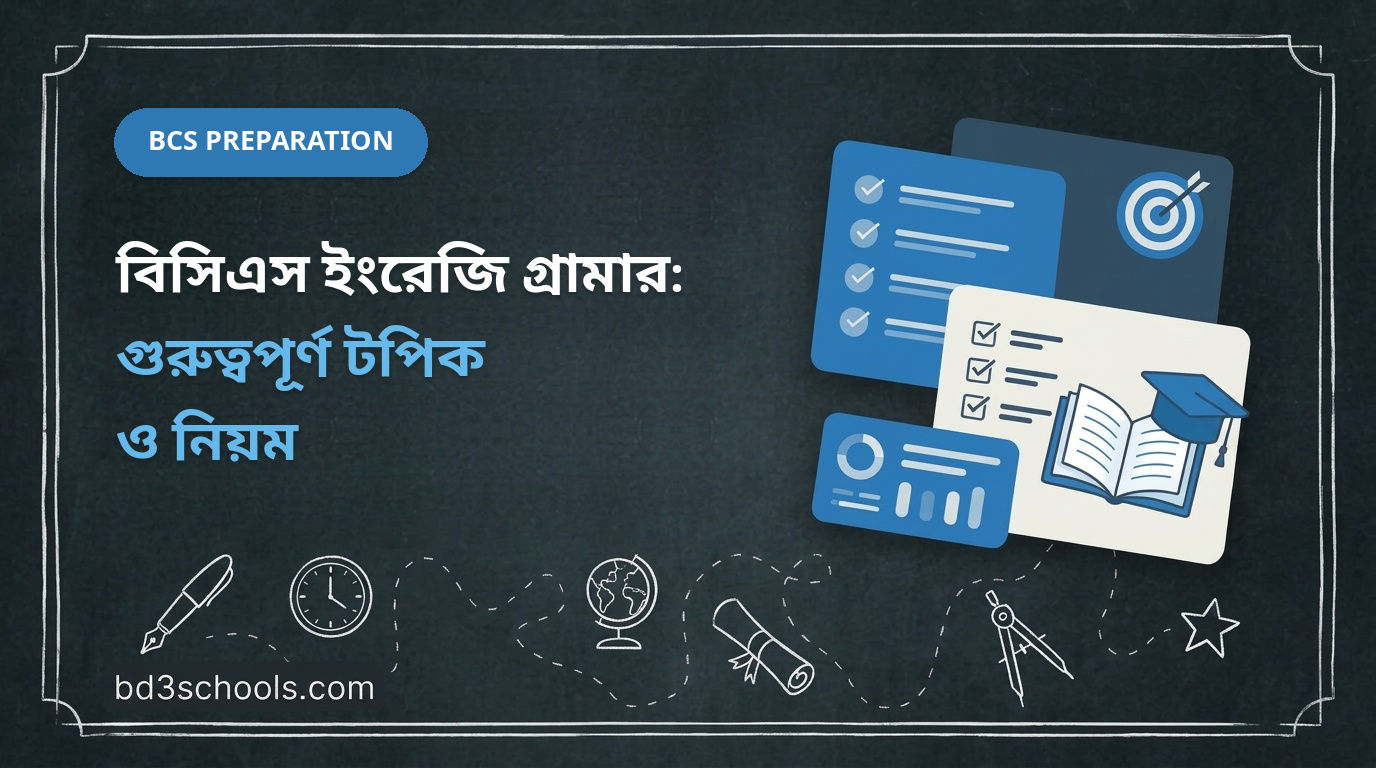 BCS PREPARATION
বিসিএস ইংরেজি গ্রামার:
গুরুত্বপূর্ণ টপিক
ও নিয়ম
bd3schools.com